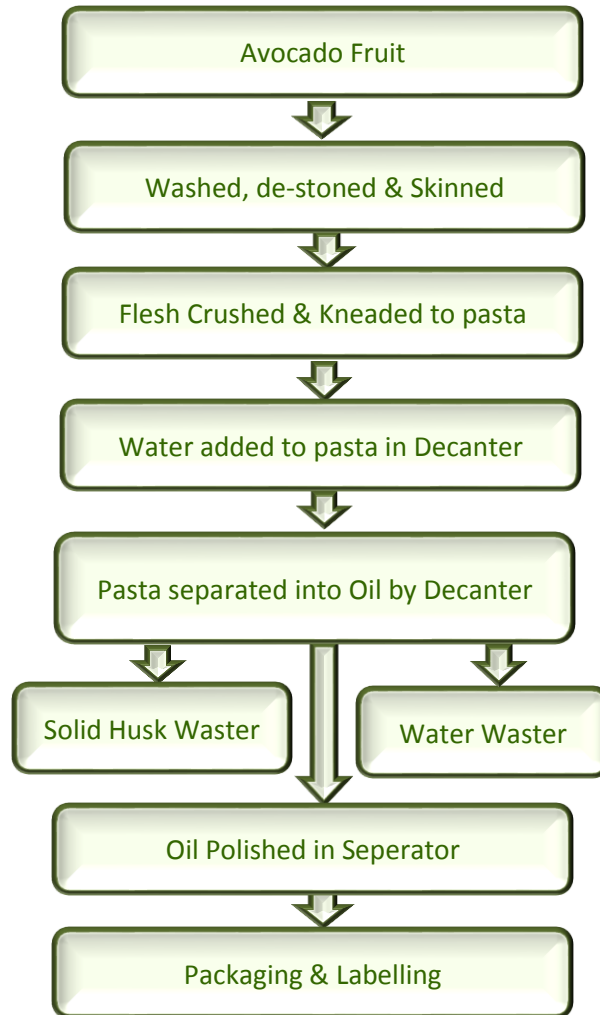 Avocado Fruit
Washed, de-stoned & Skinned
Flesh Crushed & Kneaded to pasta
Water added to pasta in Decanter
Pasta separated into Oil by Decanter
Solid Husk Waster
Water Waster
Oil Polished in Seperator
Packaging & Labelling